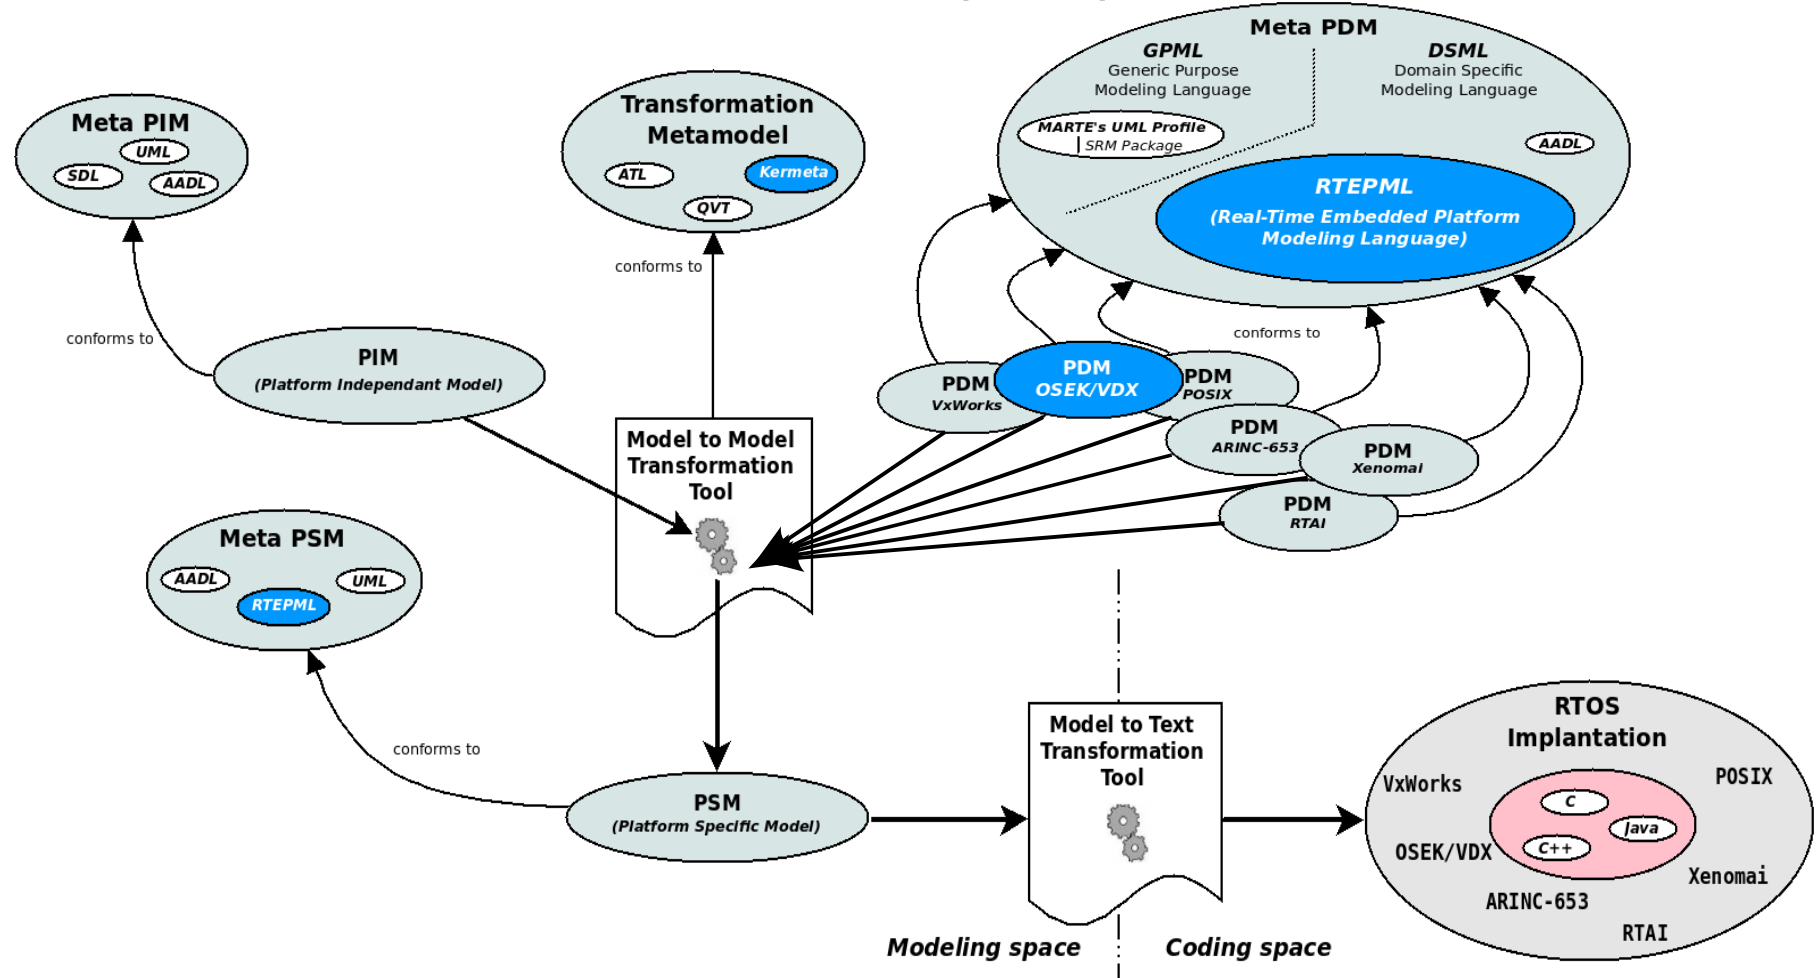 Meta PDM
GPML
Generic Purpose
Modeling Language
DSML
Domain Specific
Modeling Language
MARTE's UML Profile
SRM Package
AADL
RTEPML
(Real-Time Embedded Platform
Modeling Language)
Transformation
Metamodel
ATL
Kermeta
QVT
Meta PIM
UML
SDL
AADL
conforms to
conforms to
conforms to
PIM
(Platform Independant Model)
PDM
VxWorks
PDM
OSEK/VDX
PDM
POSIX
PDM
ARINC-653
PDM
Xenomai
PDM
RTAI
Model to Model
Transformation
Tool
Meta PSM
AADL
UML
RTEPML
conforms to
PSM
(Platform Specific Model)
Model to Text
Transformation
Tool
RTOS
Implantation
VxWorks
POSIX
C
Java
C++
OSEK/VDX
Xenomai
ARINC-653
RTAI
Modeling space
Coding space